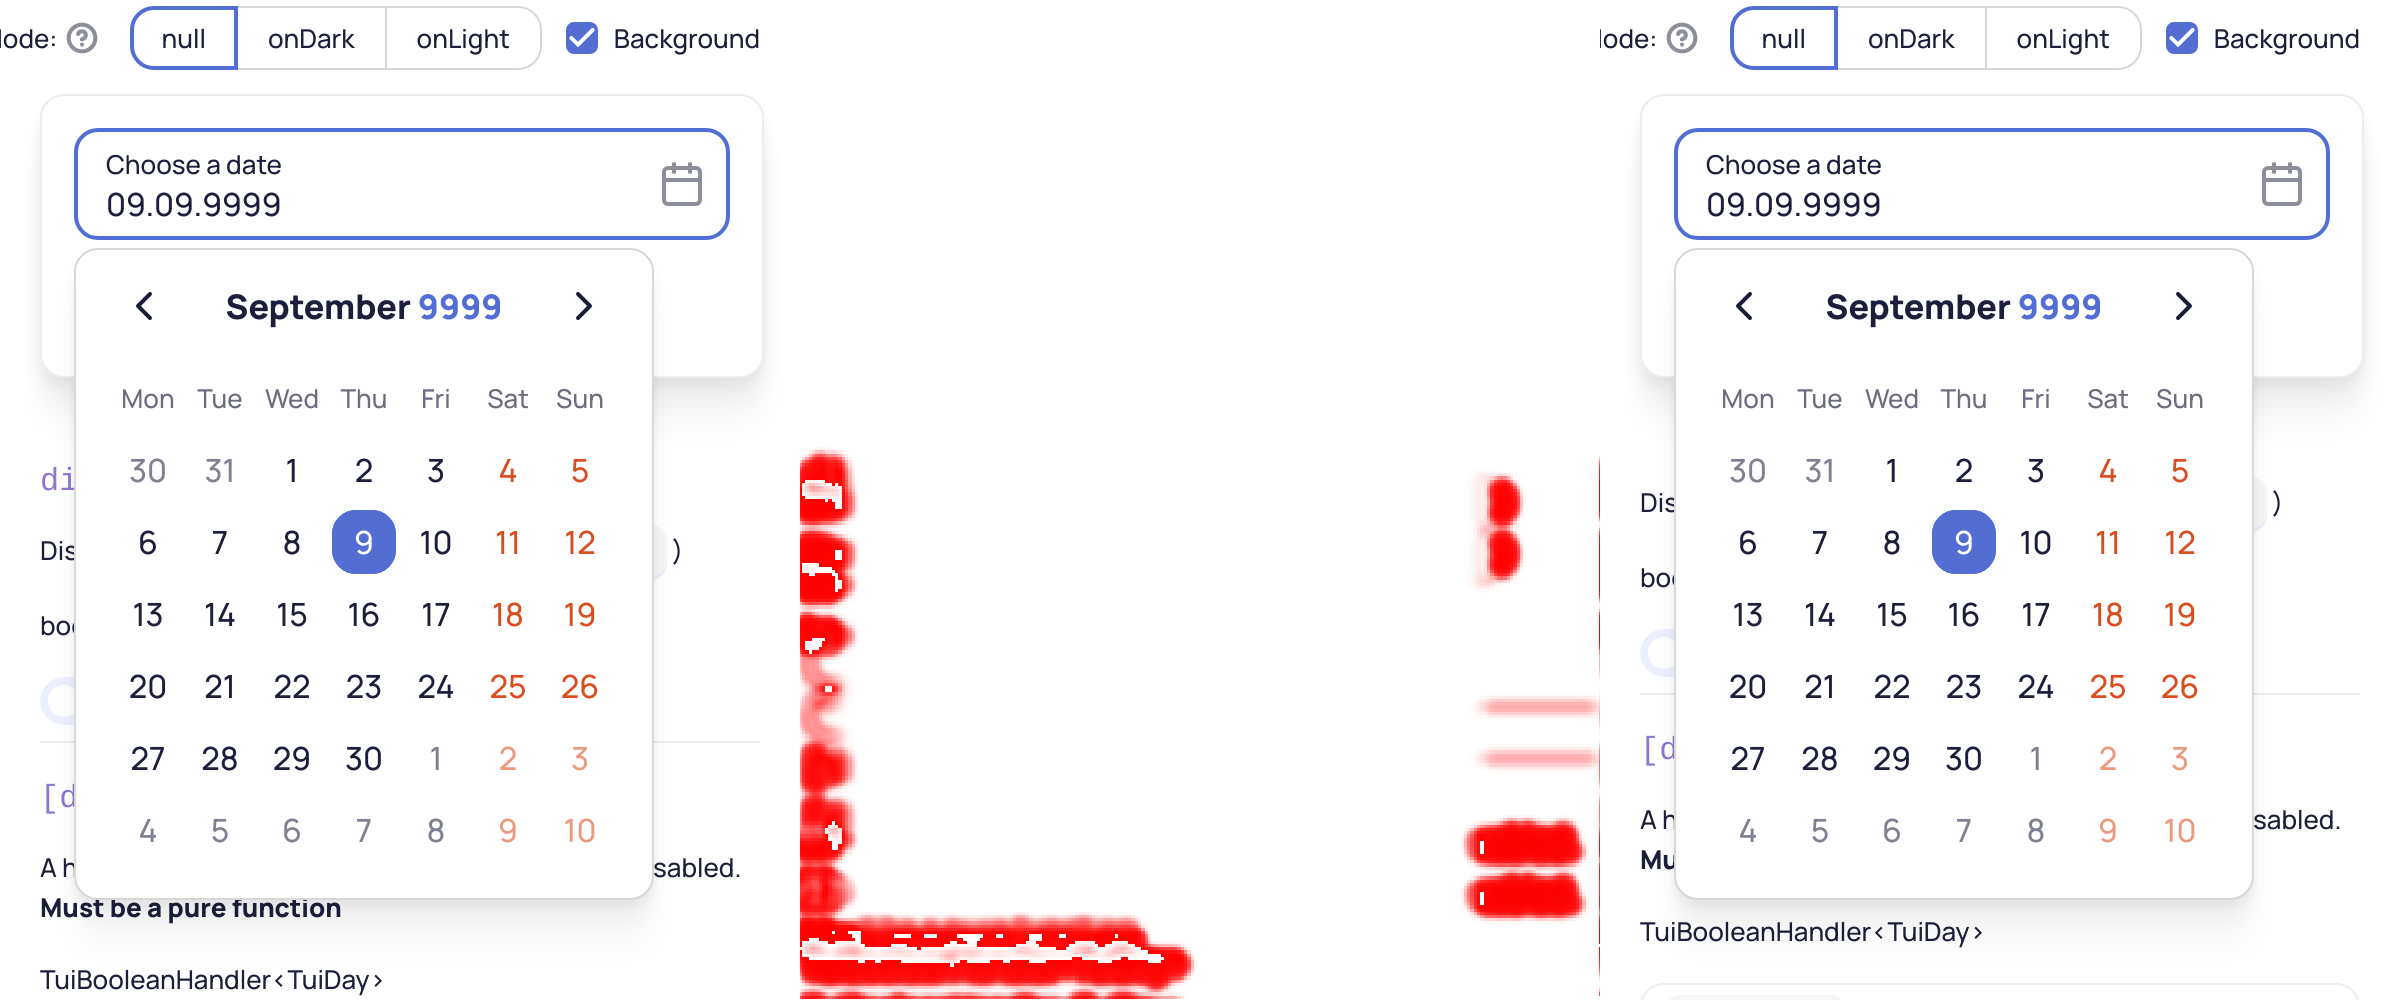 lode: null onDark onLight Background
Choose a date
09.09.9999
September 9999
Mon Tue Wed Thu Fri Sat Sun
30 31 1 2 3 4 5
di
6 7 8 9 10 11 12
Dis )
13 14 15 16 17 18 19
boo
20 21 22 23 24 25 26
27 28 29 30 1 2 3
[d
4 5 6 7 8 9 10
A h sabled.
Must be a pure function
TuiBooleanHandler<TuiDay>
lode: null onDark onLight Background
Choose a date
09.09.9999
September 9999
Mon Tue Wed Thu Fri Sat Sun
30 31 1 2 3 4 5
Dis )
6 7 8 9 10 11 12
boo
13 14 15 16 17 18 19
20 21 22 23 24 25 26
[d
27 28 29 30 1 2 3
A h sabled.
4 5 6 7 8 9 10
Mu
TuiBooleanHandler<TuiDay>